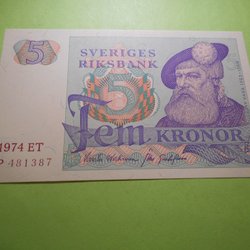 5
SVERIGES
RIKSBANK
5
Fem KRONOR
1974 ET
P 481387